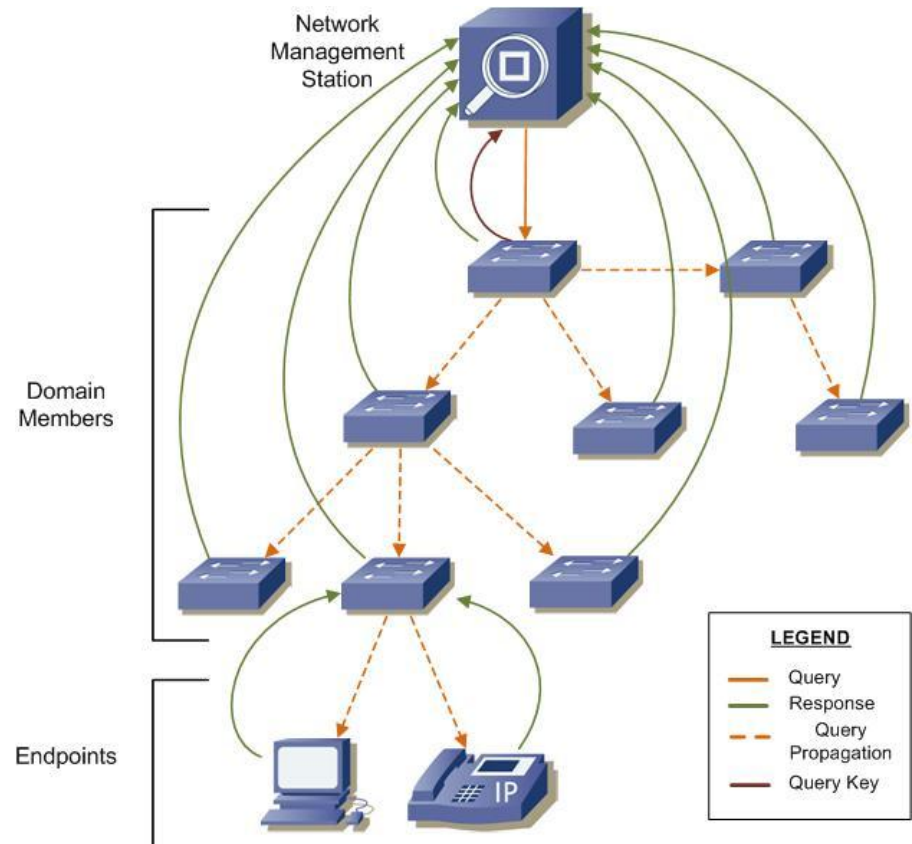 Network
Management
Station
Domain
Members
Endpoints
IP
LEGEND
Query
Response
Query
Propagation
Query Key